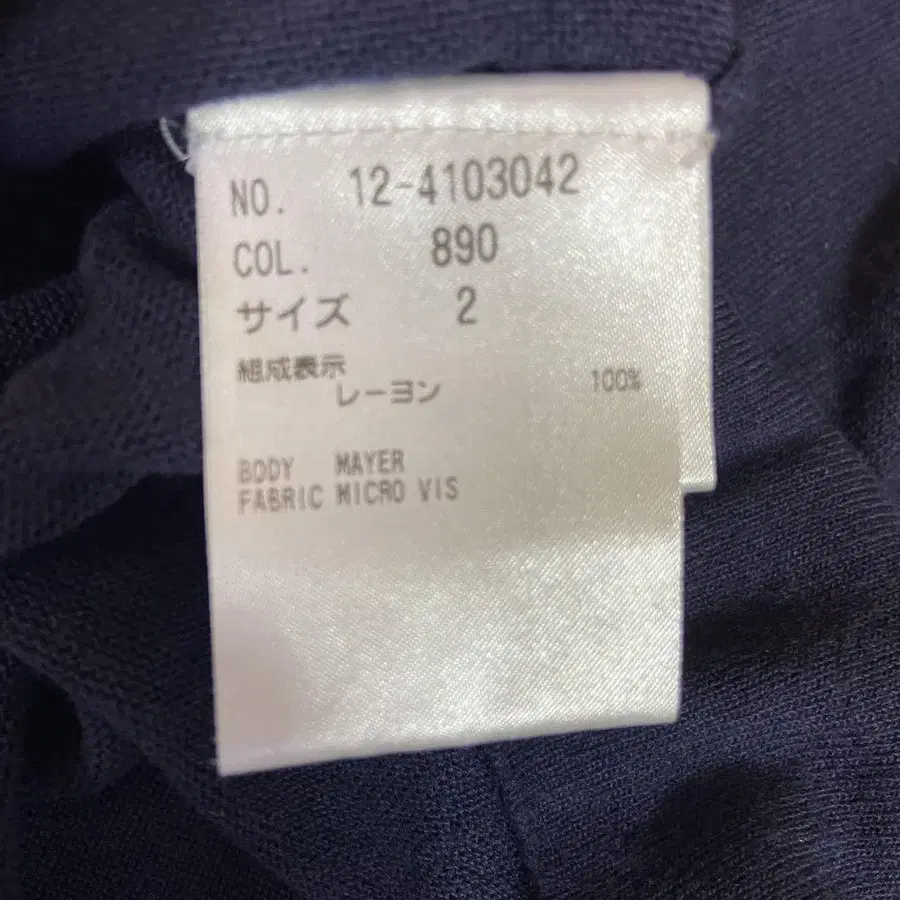 NO. 12-4103042
COL. 890
サイズ 2
組成表示
レーヨン 100%
BODY MAYER
FABRIC MICRO VIS